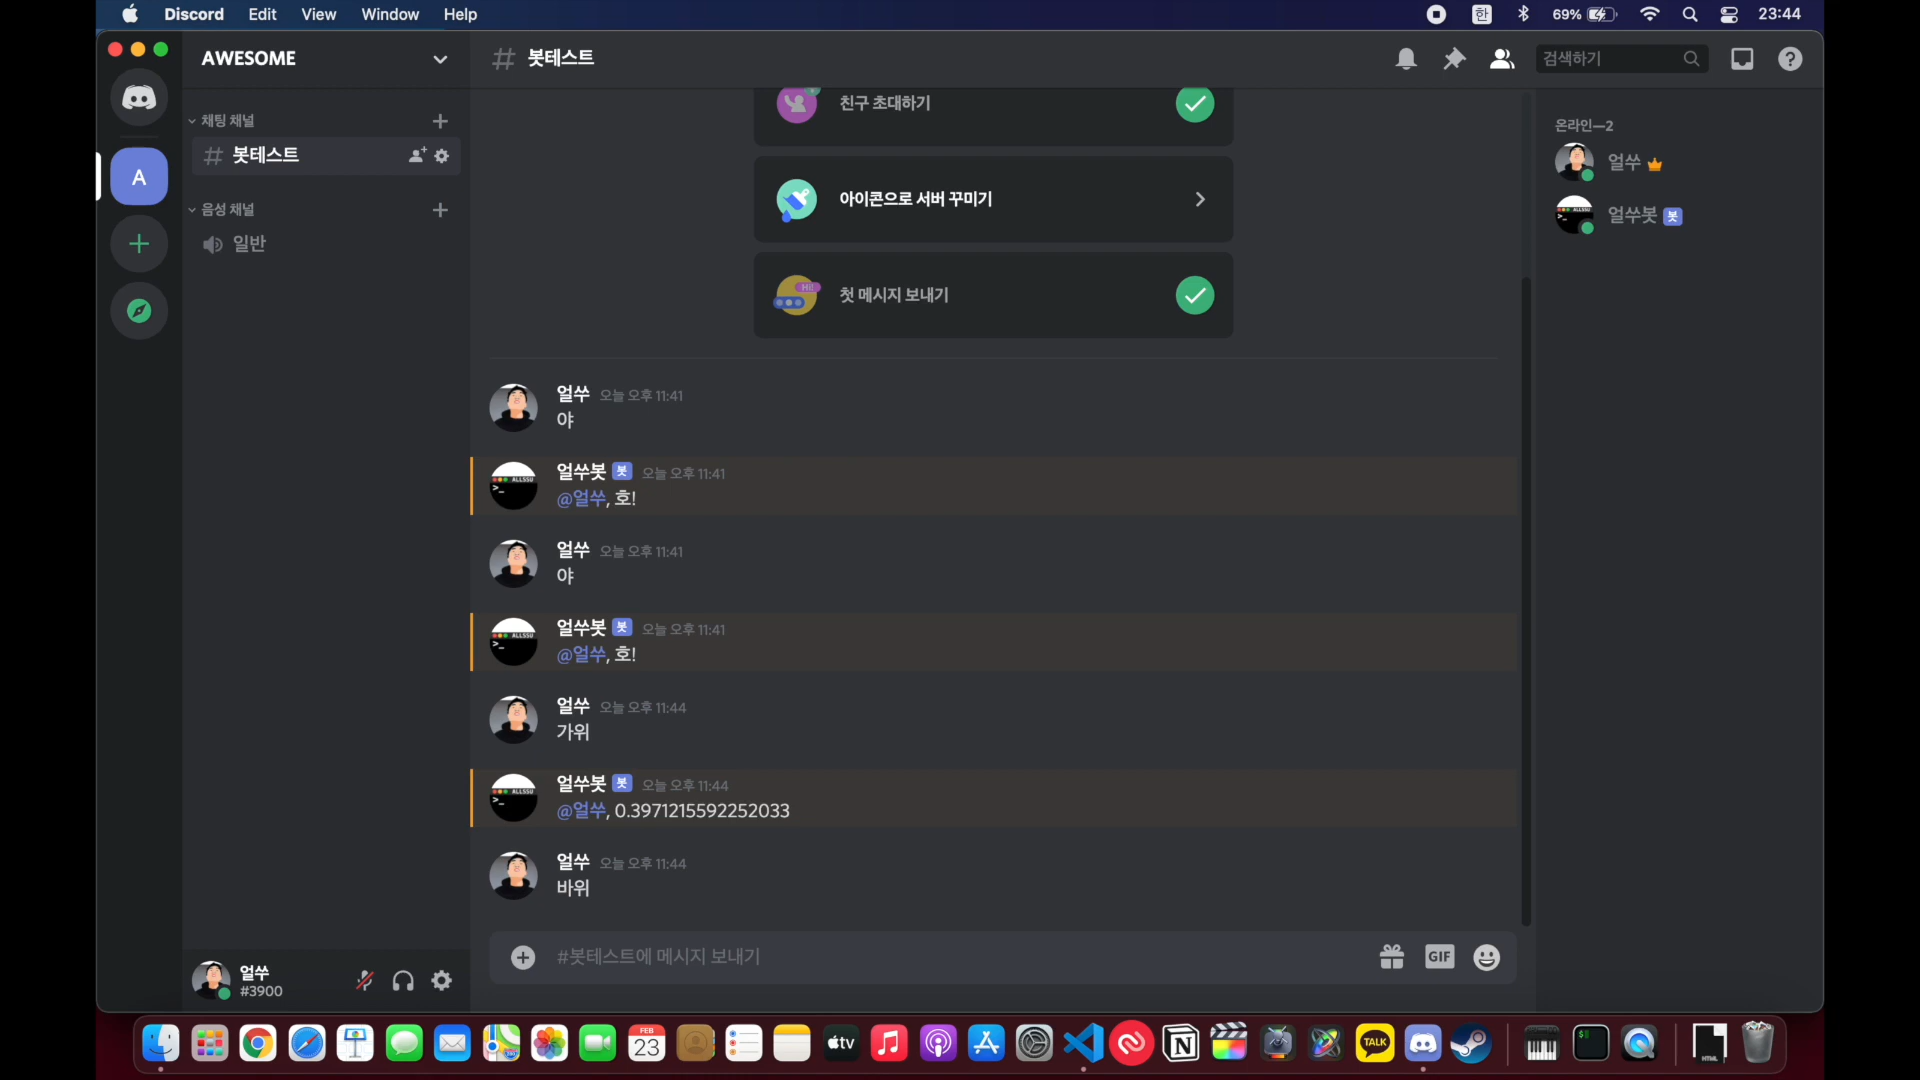 Discord Edit View Window Help
한 69% 23:44
AWESOME
# 봇테스트
검색하기
채팅 채널
# 봇테스트
음성 채널
일반
A
친구 초대하기
아이콘으로 서버 꾸미기
Hi!
첫 메시지 보내기
얼쑤 오늘 오후 11:41
야
얼쑤봇 봇 오늘 오후 11:41
@얼쑤, 호!
얼쑤 오늘 오후 11:41
야
얼쑤봇 봇 오늘 오후 11:41
@얼쑤, 호!
얼쑤 오늘 오후 11:44
가위
얼쑤봇 봇 오늘 오후 11:44
@얼쑤, 0.3971215592252033
얼쑤 오늘 오후 11:44
바위
#봇테스트에 메시지 보내기
GIF
온라인—2
얼쑤
얼쑤봇 봇
얼쑤
#3900
FEB
23
tv
TALK
HTML